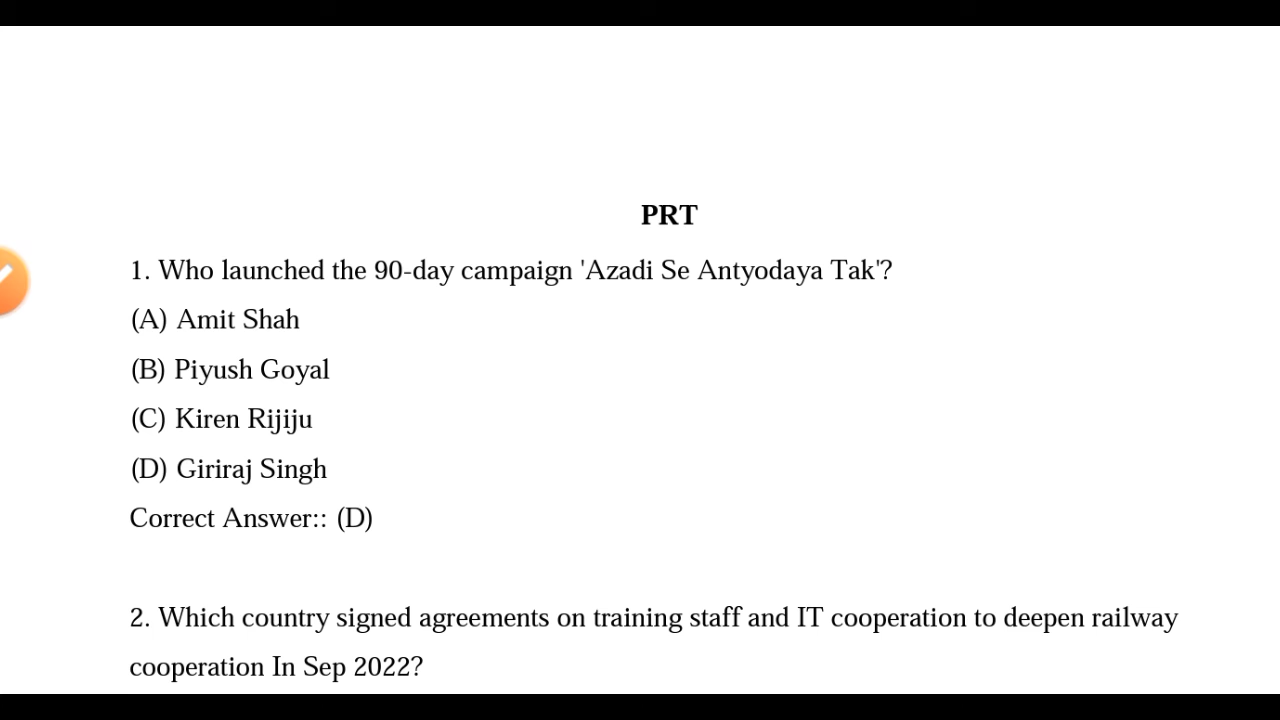 PRT
1. Who launched the 90-day campaign 'Azadi Se Antyodaya Tak'?
(A) Amit Shah
(B) Piyush Goyal
(C) Kiren Rijiju
(D) Giriraj Singh
Correct Answer:: (D)
2. Which country signed agreements on training staff and IT cooperation to deepen railway
cooperation In Sep 2022?